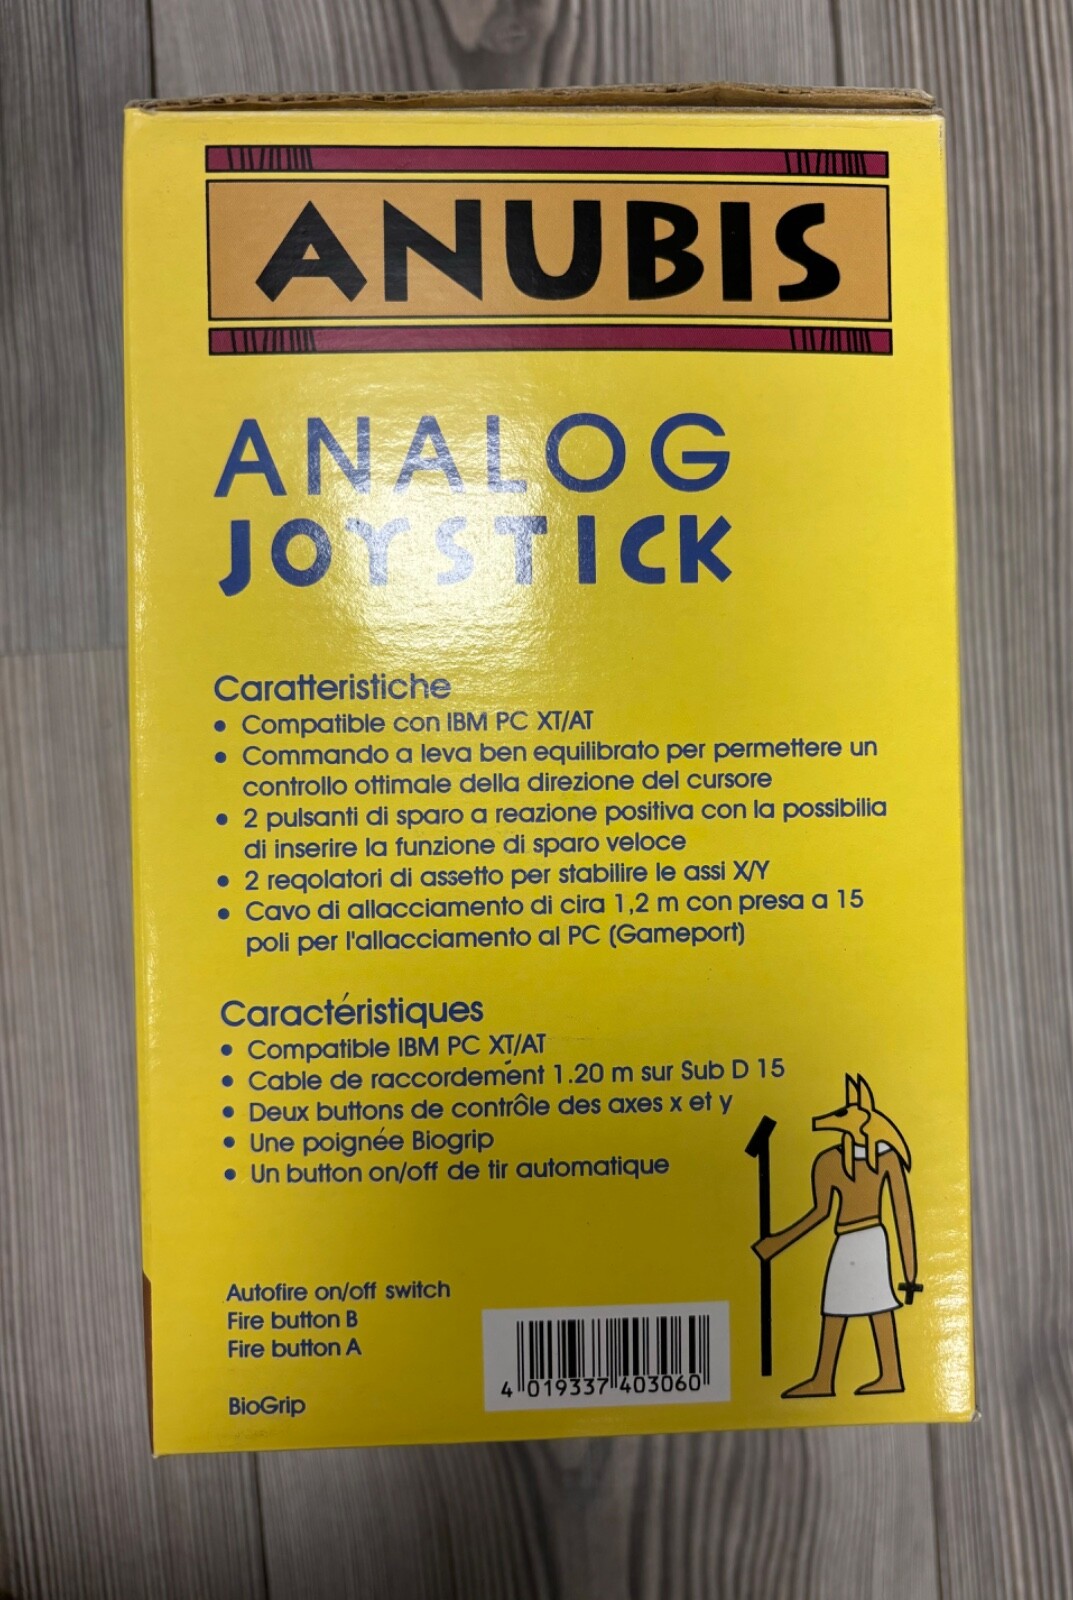 ANUBIS
ANALOG
JOYSTICK
Caratteristiche
• Compatible con IBM PC XT/AT
• Commando a leva ben equilibrato per permettere un
controllo ottimale della direzione del cursore
• 2 pulsanti di sparo a reazione positiva con la possibilia
di inserire la funzione di sparo veloce
• 2 reqolatori di assetto per stabilire le assi X/Y
• Cavo di allacciamento di cira 1,2 m con presa a 15
poli per l'allacciamento al PC (Gameport)
Caractéristiques
• Compatible IBM PC XT/AT
• Cable de raccordement 1.20 m sur Sub D 15
• Deux buttons de contrôle des axes x et y
• Une poignée Biogrip
• Un button on/off de tir automatique
Autofire on/off switch
Fire button B
Fire button A
BioGrip
4 019337 403060